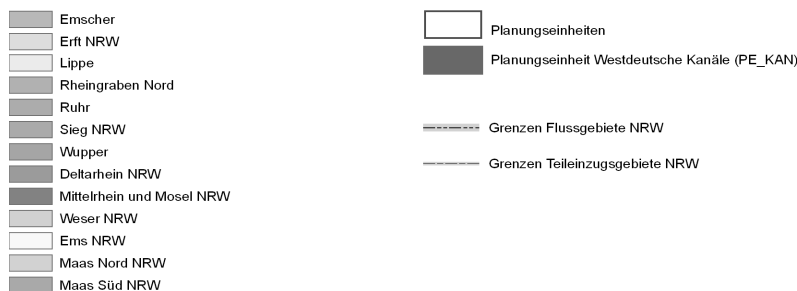 Emscher
Erft NRW
Lippe
Rheingraben Nord
Ruhr
Sieg NRW
Wupper
Deltarhein NRW
Mittelrhein und Mosel NRW
Weser NRW
Ems NRW
Maas Nord NRW
Maas Süd NRW
Planungseinheiten
Planungseinheit Westdeutsche Kanäle (PE_KAN)
Grenzen Flussgebiete NRW
Grenzen Teileinzugsgebiete NRW